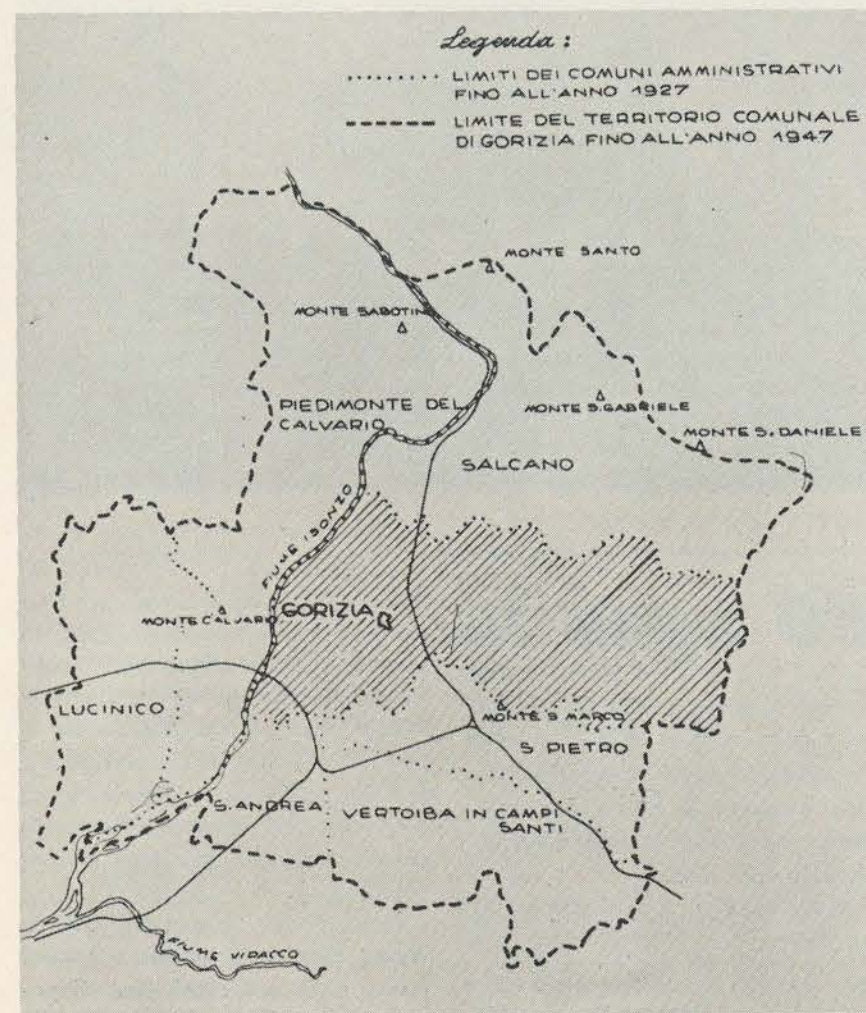 Legenda :
LIMITI DEI COMUNI AMMINISTRATIVI
FINO ALL'ANNO 1927
LIMITE DEL TERRITORIO COMUNALE
DI GORIZIA FINO ALL'ANNO 1947
MONTE SANTO
MONTE SABOTINO
PIEDIMONTE DEL
CALVARIO
MONTE S. GABRIELE
MONTE S. DANIELE
SALCANO
FIUME ISONZO
GORIZIA
MONTE CALVARIO
LUCINICO
MONTE S MARCO
S PIETRO
S. ANDREA
VERTOIBA IN CAMPI
SANTI
FIUME VIPACCO